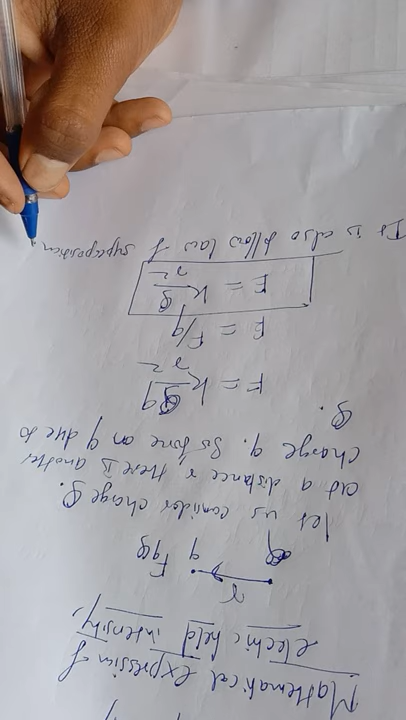 Mathematical expression of
electric field intensity,
r
q
let us consider charge Q.
at a distance r there is another
charge q. So force on q due to
Q.
F = k Qq/r²
E = F/q
E = k Q/r²
It is also follow law of superposition